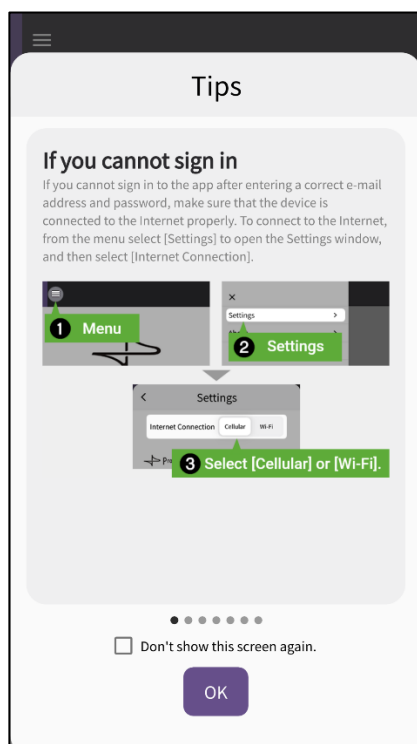 Tips
If you cannot sign in
If you cannot sign in to the app after entering a correct e-mail
address and password, make sure that the device is
connected to the Internet properly. To connect to the Internet,
from the menu select [Settings] to open the Settings window,
and then select [Internet Connection].
1 Menu
Settings
2 Settings
Settings
Internet Connection Cellular Wi-Fi
3 Select [Cellular] or [Wi-Fi].
Don't show this screen again.
OK